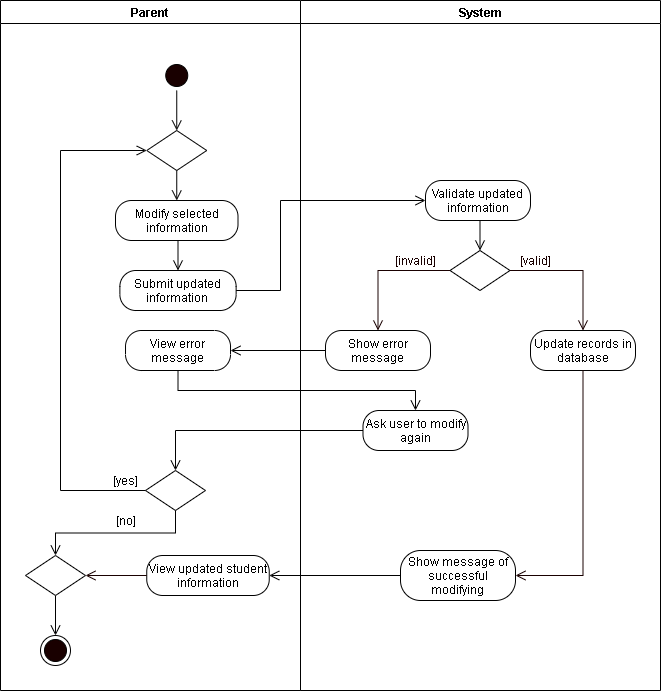 Parent
System
Modify selected
information
Validate updated
information
Submit updated
information
[invalid]
[valid]
View error
message
Show error
message
Update records in
database
Ask user to modify
again
[yes]
[no]
View updated student
information
Show message of
successful
modifying